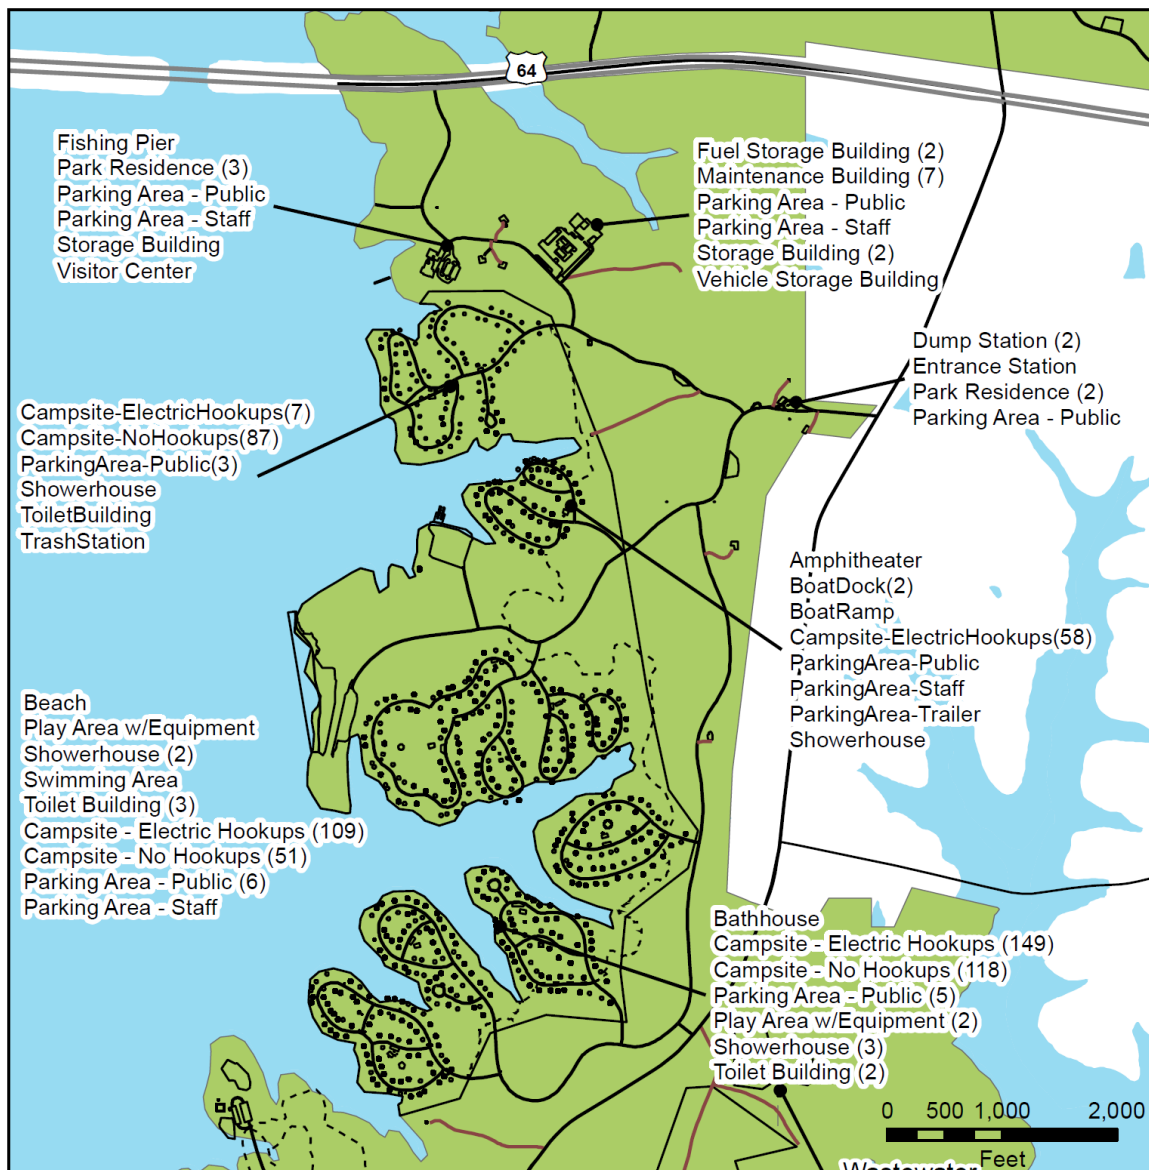 64
Fishing Pier
Park Residence (3)
Parking Area - Public
Parking Area - Staff
Storage Building
Visitor Center
Fuel Storage Building (2)
Maintenance Building (7)
Parking Area - Public
Parking Area - Staff
Storage Building (2)
Vehicle Storage Building
Dump Station (2)
Entrance Station
Park Residence (2)
Parking Area - Public
Campsite-ElectricHookups(7)
Campsite-NoHookups(87)
ParkingArea-Public(3)
Showerhouse
ToiletBuilding
TrashStation
Amphitheater
BoatDock(2)
BoatRamp
Campsite-ElectricHookups(58)
ParkingArea-Public
ParkingArea-Staff
ParkingArea-Trailer
Showerhouse
Beach
Play Area w/Equipment
Showerhouse (2)
Swimming Area
Toilet Building (3)
Campsite - Electric Hookups (109)
Campsite - No Hookups (51)
Parking Area - Public (6)
Parking Area - Staff
Bathhouse
Campsite - Electric Hookups (149)
Campsite - No Hookups (118)
Parking Area - Public (5)
Play Area w/Equipment (2)
Showerhouse (3)
Toilet Building (2)
0 500 1,000 2,000
Feet
Wastewater